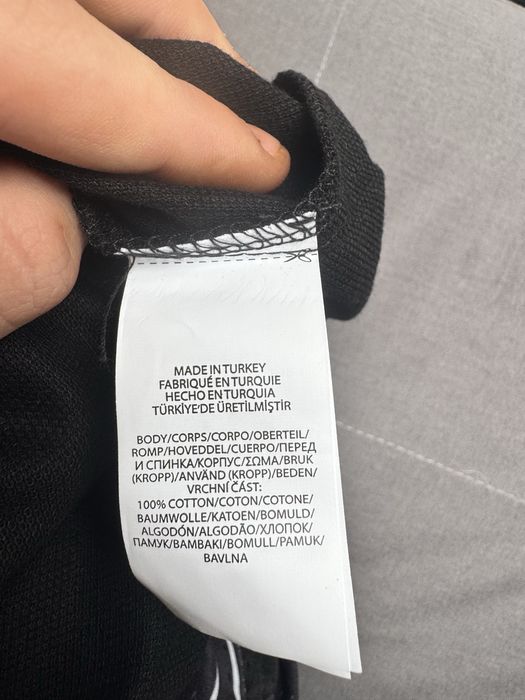 MADE IN TURKEY
FABRIQUÉ EN TURQUIE
HECHO EN TURQUIA
TÜRKİYE'DE ÜRETİLMİŞTİR
BODY/CORPS/CORPO/OBERTEIL/
ROMP/HOVEDDEL/CUERPO/ПЕРЕД
И СПИНКА/КОРПУС/ΣΩΜΑ/BRUK
(KROPP)/ANVÄND (KROPP)/BEDEN/
VRCHNÍ ČÁST:
100% COTTON/COTON/COTONE/
BAUMWOLLE/KATOEN/BOMULD/
ALGODÓN/ALGODÃO/ХЛОПОК/
ПАМУК/ΒΑΜΒΑΚΙ/BOMULL/PAMUK/
BAVLNA